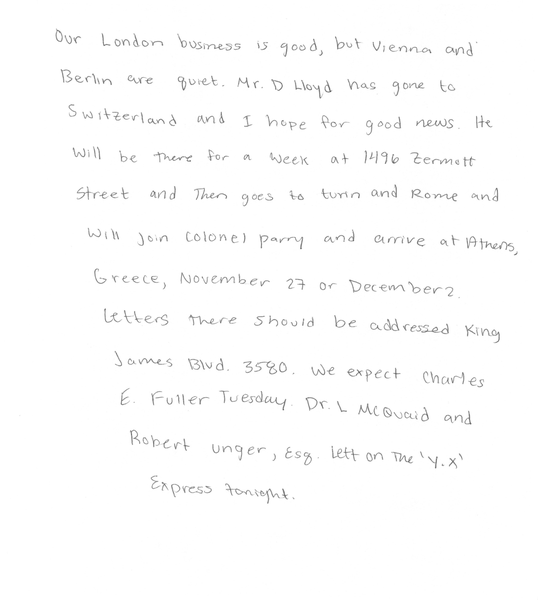 Our London business is good, but Vienna and
Berlin are quiet. Mr. D Lloyd has gone to
Switzerland and I hope for good news. He
will be there for a week at 1496 Zermott
Street and Then goes to turin and Rome and
will join Colonel parry and arrive at Athens,
Greece, November 27 or December 2.
Letters there should be addressed King
James Blvd. 3580. We expect Charles
E. Fuller Tuesday. Dr. L McQuaid and
Robert unger, Esq. left on The 'Y.X'
Express tonight.